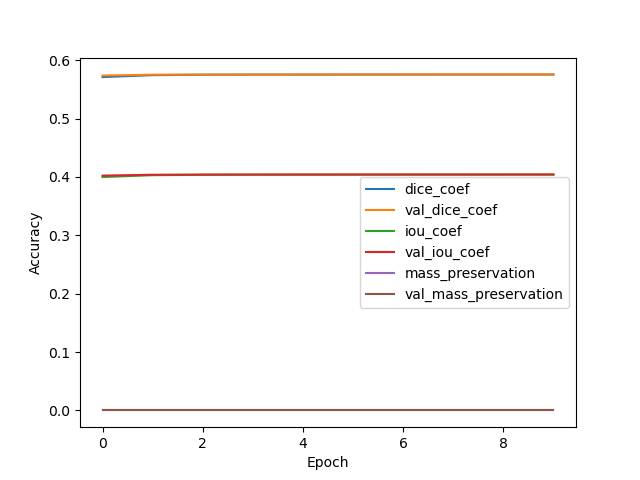 0.6
0.5
0.4
0.3
0.2
0.1
0.0
Accuracy
0 2 4 6 8
Epoch
dice_coef
val_dice_coef
iou_coef
val_iou_coef
mass_preservation
val_mass_preservation